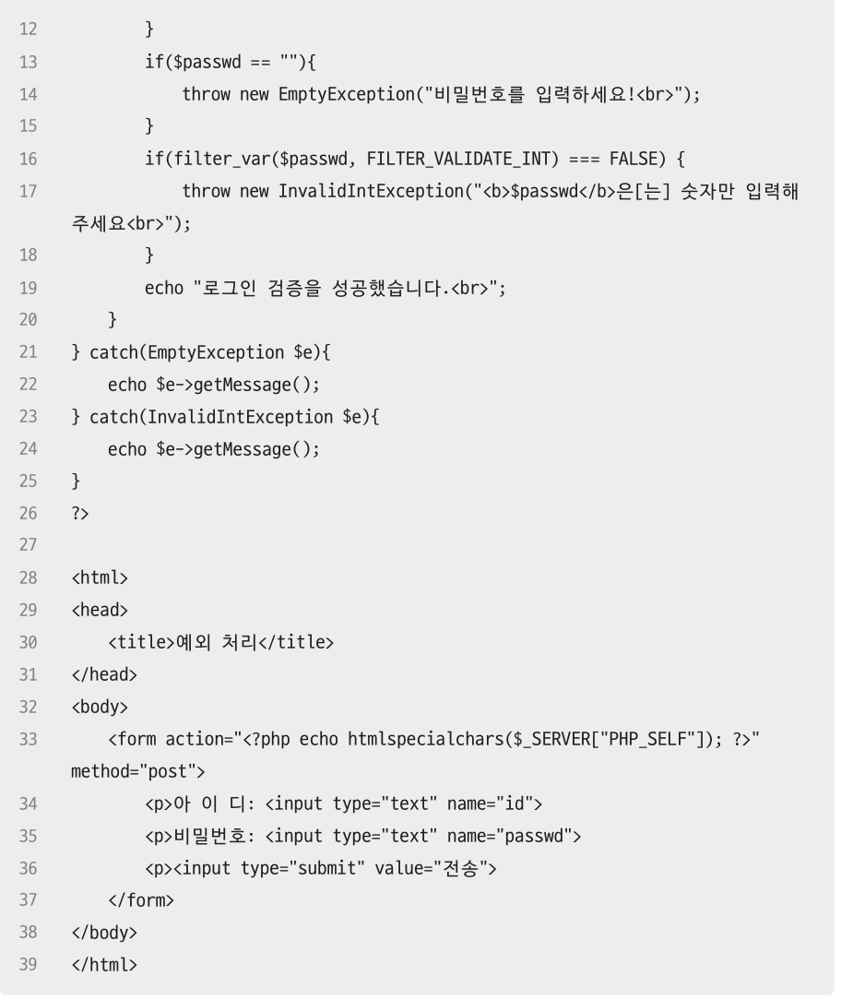 12         }
13         if($passwd == ""){
14             throw new EmptyException("비밀번호를 입력하세요!<br>");
15         }
16         if(filter_var($passwd, FILTER_VALIDATE_INT) === FALSE) {
17             throw new InvalidIntException("<b>$passwd</b>은[는] 숫자만 입력해
주세요<br>");
18         }
19         echo "로그인 검증을 성공했습니다.<br>";
20     }
21 } catch(EmptyException $e){
22     echo $e->getMessage();
23 } catch(InvalidIntException $e){
24     echo $e->getMessage();
25 }
26 ?>
27
28 <html>
29 <head>
30     <title>예외 처리</title>
31 </head>
32 <body>
33     <form action="<?php echo htmlspecialchars($_SERVER["PHP_SELF"]); ?>"
method="post">
34         <p>아 이 디: <input type="text" name="id">
35         <p>비밀번호: <input type="text" name="passwd">
36         <p><input type="submit" value="전송">
37     </form>
38 </body>
39 </html>